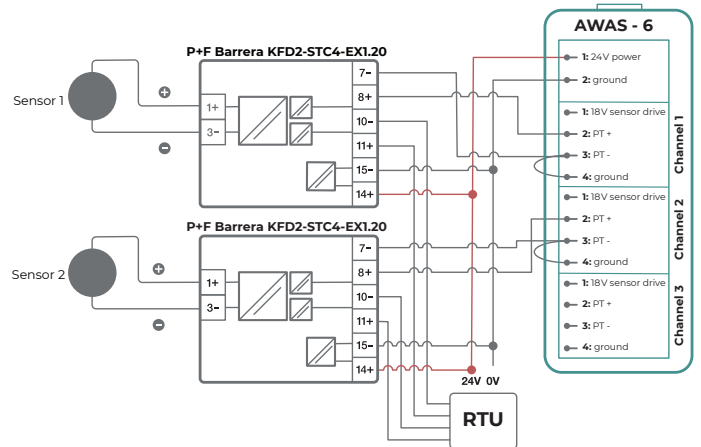 AWAS - 6
P+F Barrera KFD2-STC4-EX1.20
Sensor 1
+
-
1+
3-
7-
8+
10-
11+
15-
14+
1: 24V power
2: ground
Channel 1
1: 18V sensor drive
2: PT +
3: PT -
4: ground
P+F Barrera KFD2-STC4-EX1.20
Sensor 2
+
-
1+
3-
7-
8+
10-
11+
15-
14+
Channel 2
1: 18V sensor drive
2: PT +
3: PT -
4: ground
Channel 3
1: 18V sensor drive
2: PT +
3: PT -
4: ground
24V 0V
RTU